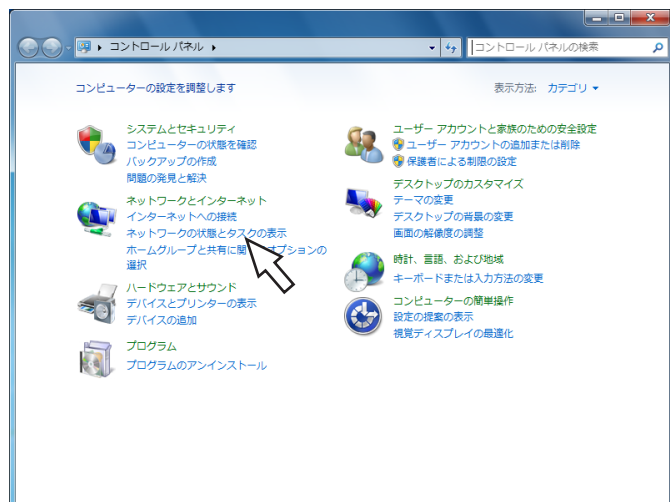 コントロール パネル
コントロール パネルの検索
コンピューターの設定を調整します
表示方法: カテゴリ
システムとセキュリティ
コンピューターの状態を確認
バックアップの作成
問題の発見と解決
ネットワークとインターネット
インターネットへの接続
ネットワークの状態とタスクの表示
ホームグループと共有に関 オプションの
選択
ハードウェアとサウンド
デバイスとプリンターの表示
デバイスの追加
プログラム
プログラムのアンインストール
ユーザー アカウントと家族のための安全設定
ユーザー アカウントの追加または削除
保護者による制限の設定
デスクトップのカスタマイズ
テーマの変更
デスクトップの背景の変更
画面の解像度の調整
時計、言語、および地域
キーボードまたは入力方法の変更
コンピューターの簡単操作
設定の提案の表示
視覚ディスプレイの最適化